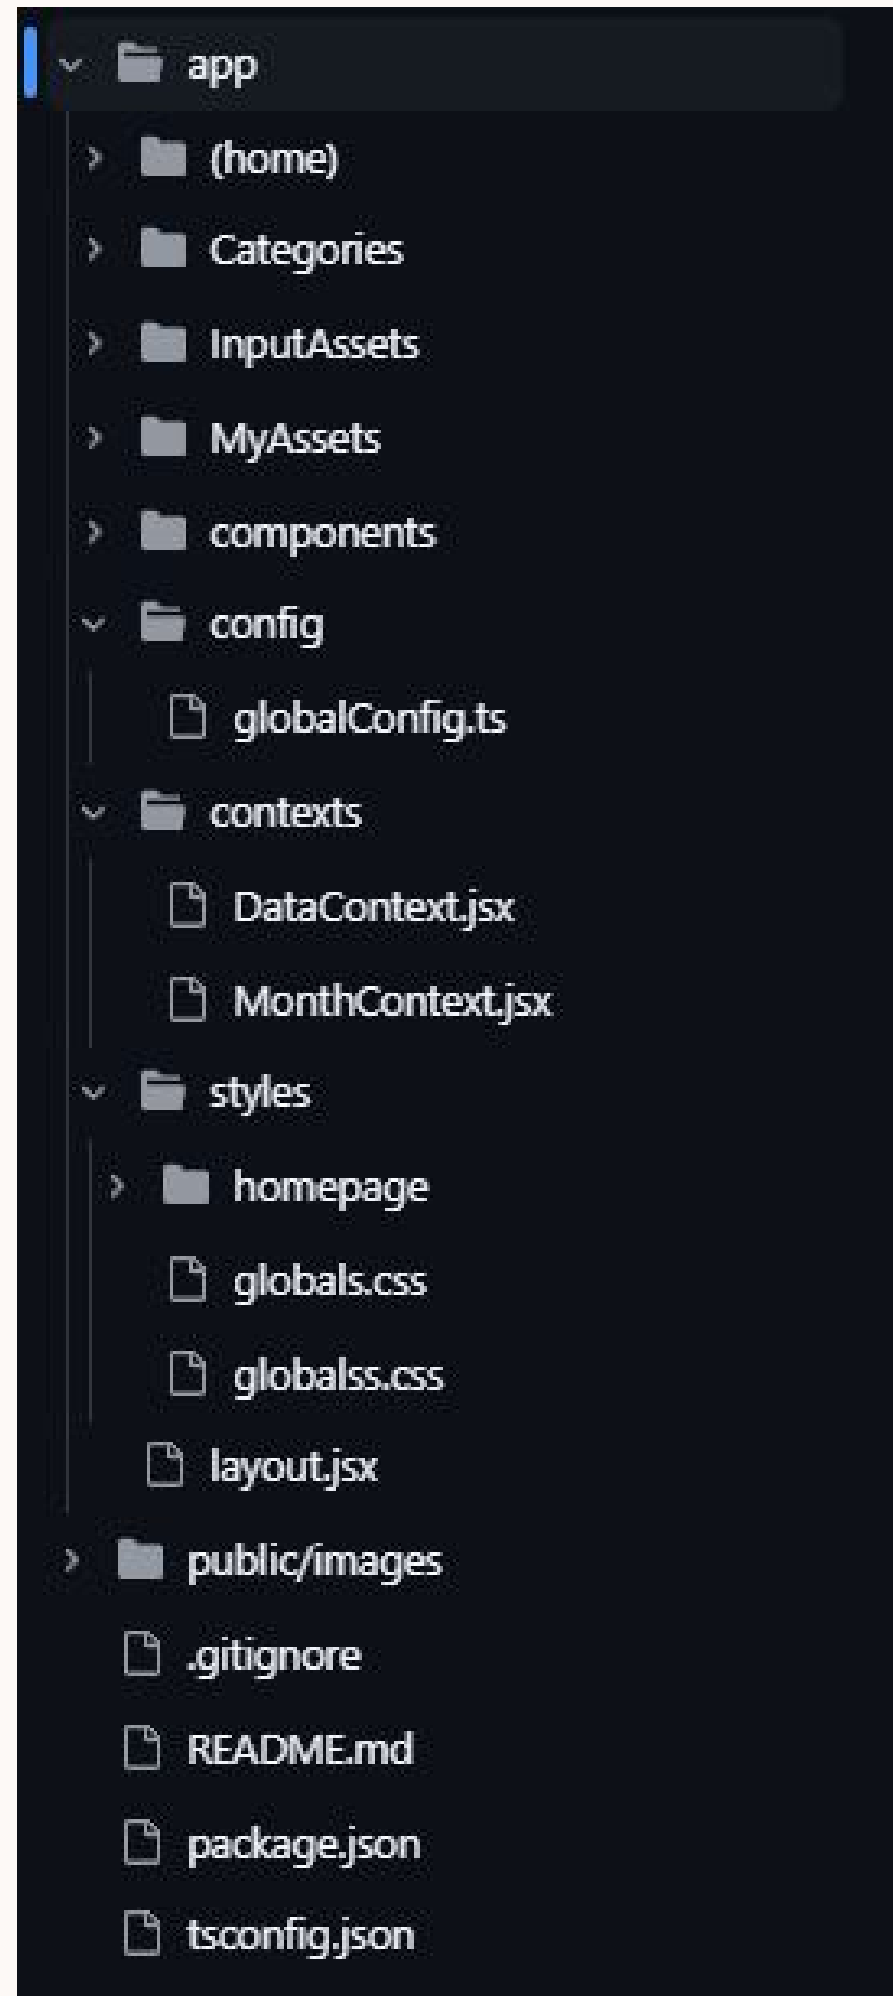 app
(home)
Categories
InputAssets
MyAssets
components
config
globalConfig.ts
contexts
DataContext.jsx
MonthContext.jsx
styles
homepage
globals.css
globalss.css
layout.jsx
public/images
.gitignore
README.md
package.json
tsconfig.json